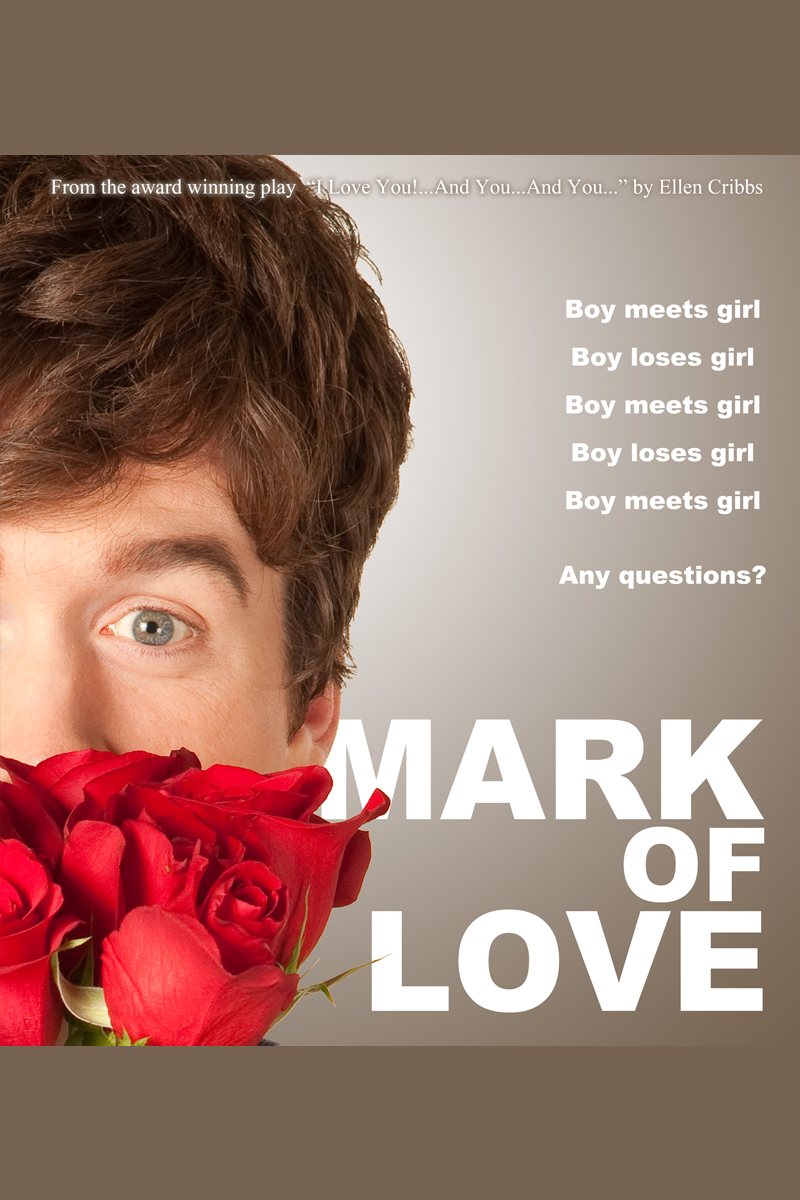 From the award winning play “I Love You!...And You...And You...” by Ellen Cribbs
Boy meets girl
Boy loses girl
Boy meets girl
Boy loses girl
Boy meets girl
Any questions?
MARK
OF
LOVE